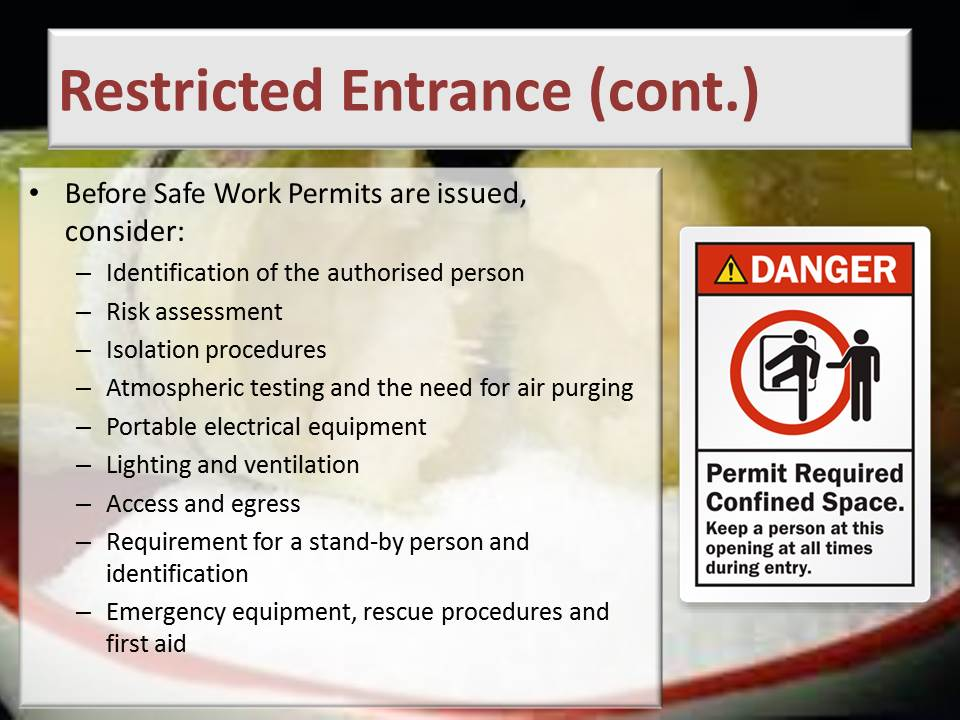 Restricted Entrance (cont.)
• Before Safe Work Permits are issued,
consider:
– Identification of the authorised person
– Risk assessment
– Isolation procedures
– Atmospheric testing and the need for air purging
– Portable electrical equipment
– Lighting and ventilation
– Access and egress
– Requirement for a stand-by person and
identification
– Emergency equipment, rescue procedures and
first aid
DANGER
Permit Required
Confined Space.
Keep a person at this
opening at all times
during entry.